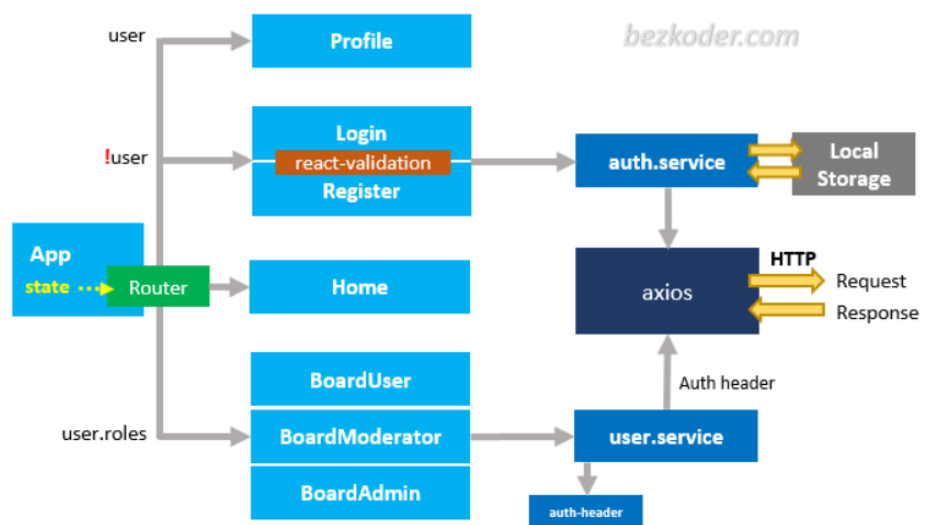 user
Profile
bezkoder.com
!user
Login
react-validation
Register
auth.service
Local
Storage
App
state
Router
Home
axios
HTTP
Request
Response
BoardUser
Auth header
user.roles
BoardModerator
user.service
BoardAdmin
auth-header